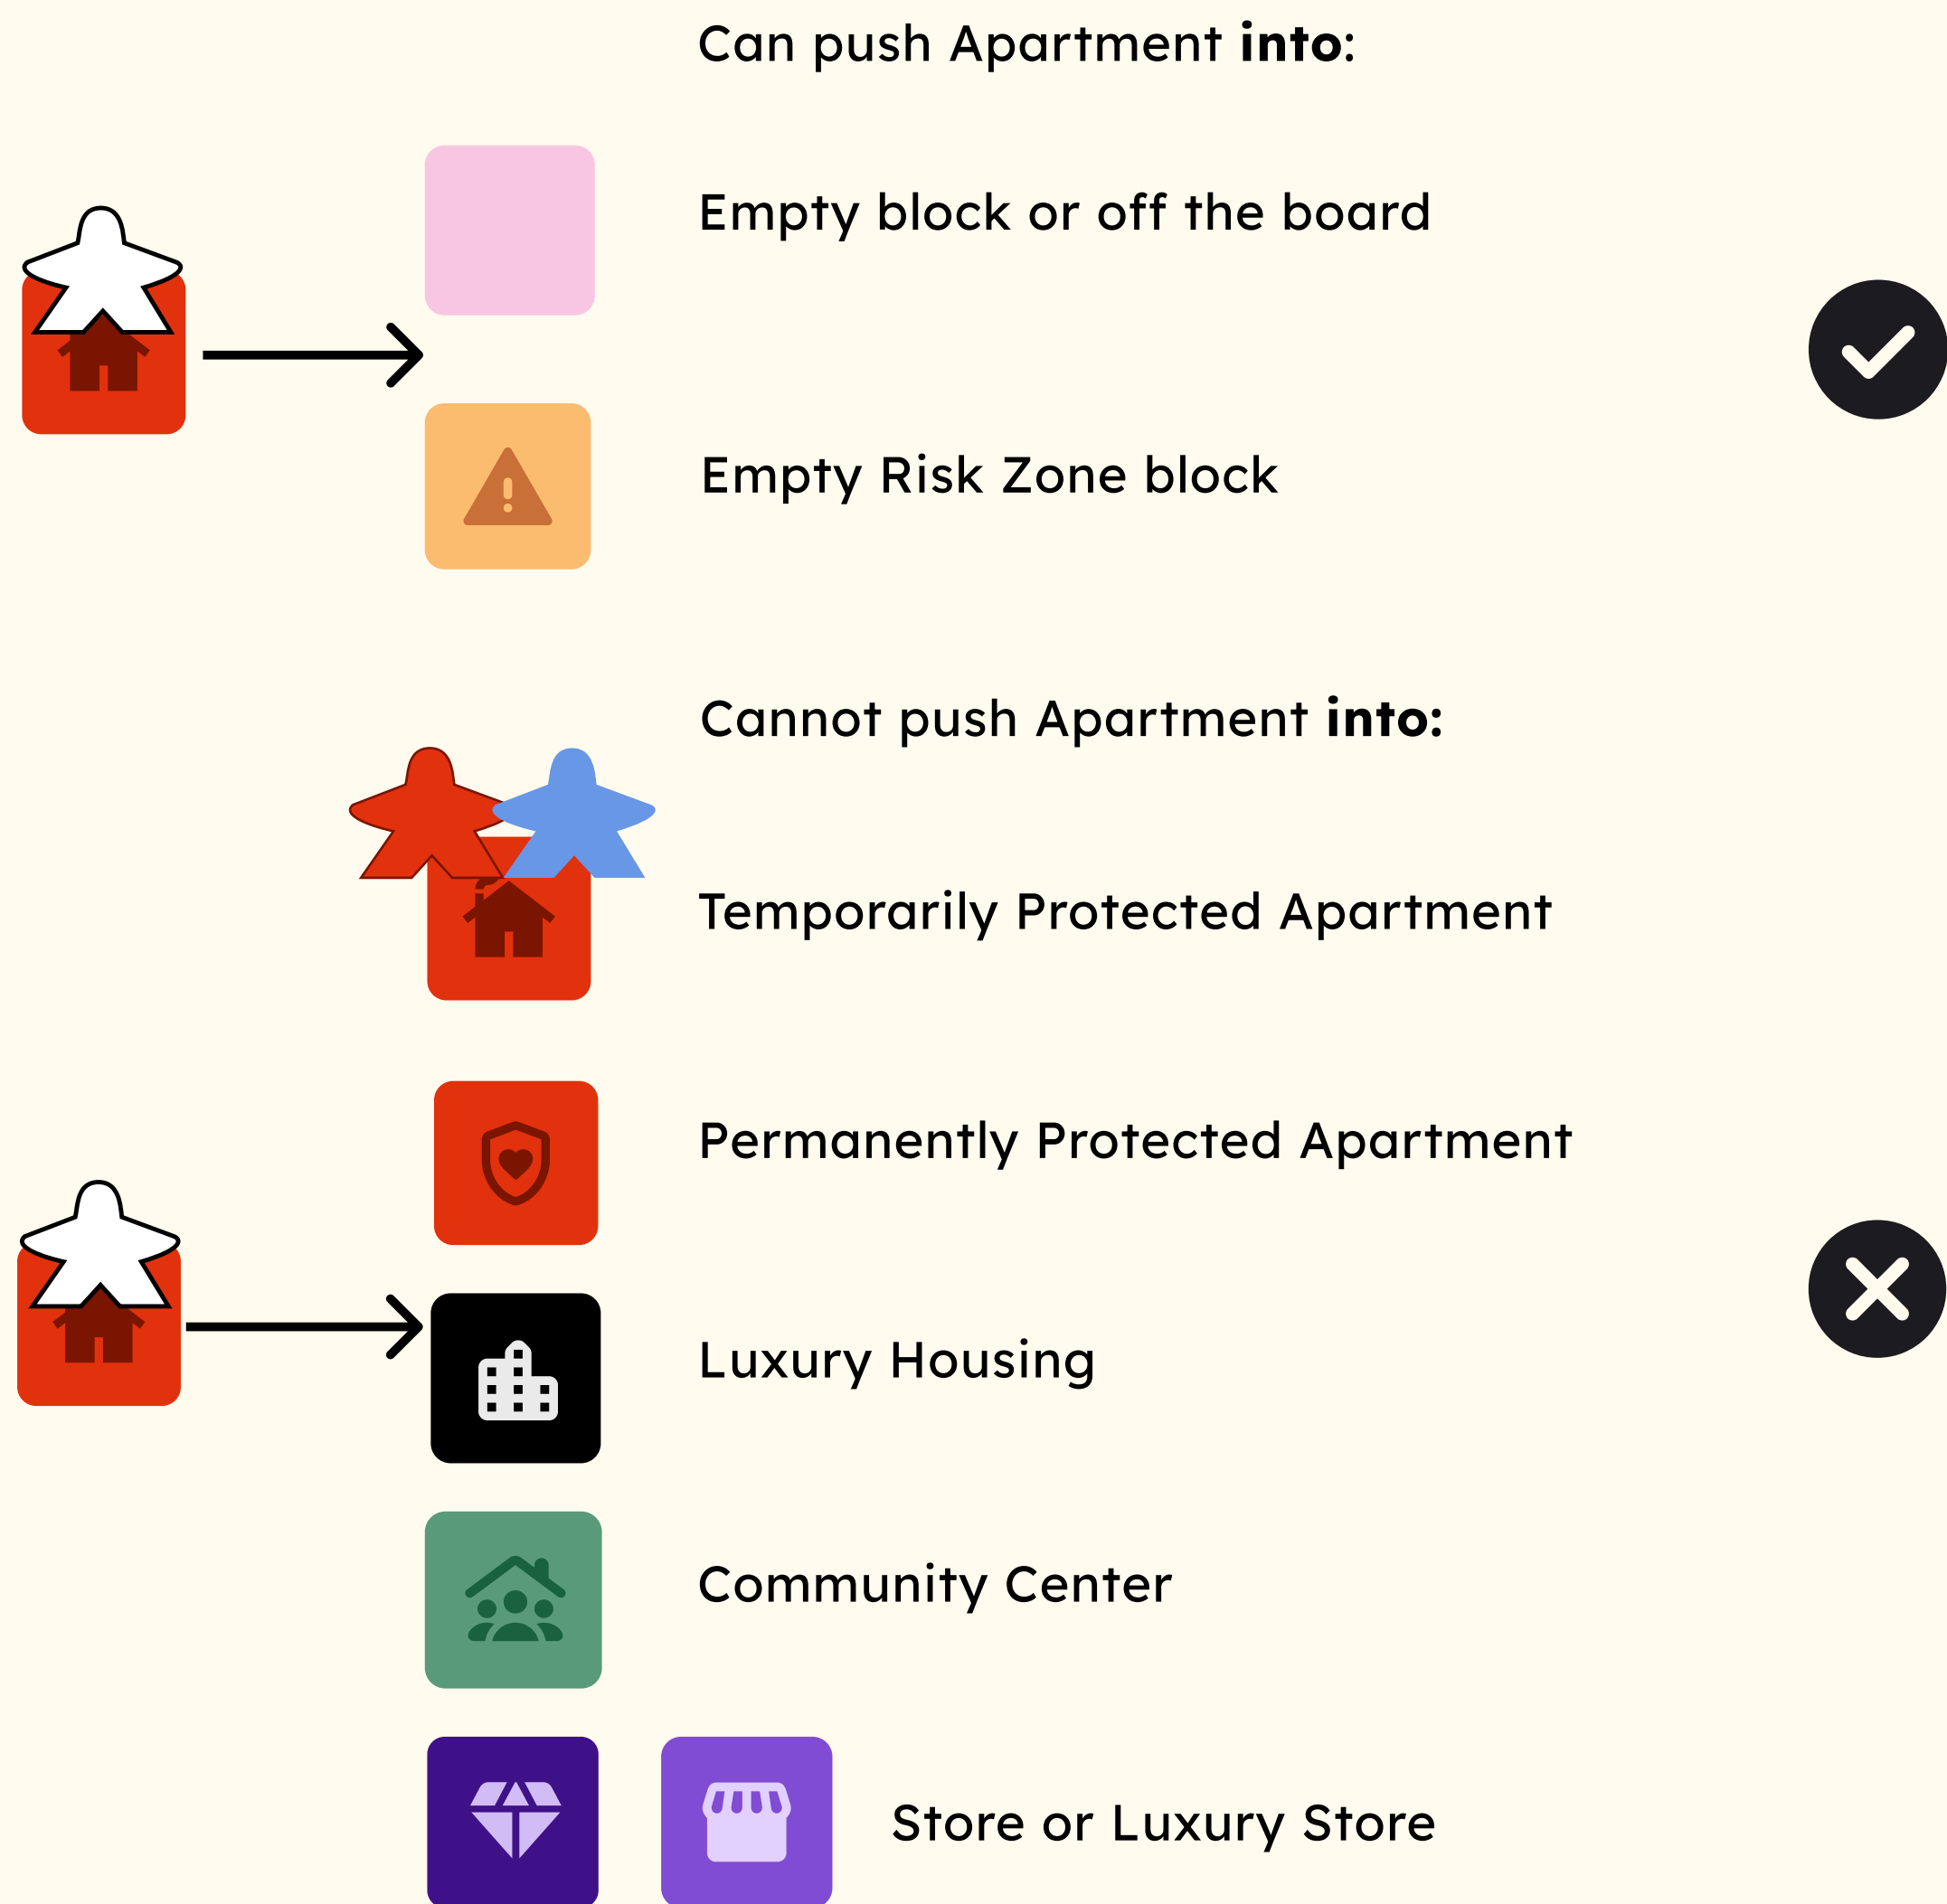 Can push Apartment into:
Empty block or off the board
Empty Risk Zone block
Cannot push Apartment into:
Temporarily Protected Apartment
Permanently Protected Apartment
Luxury Housing
Community Center
Store or Luxury Store